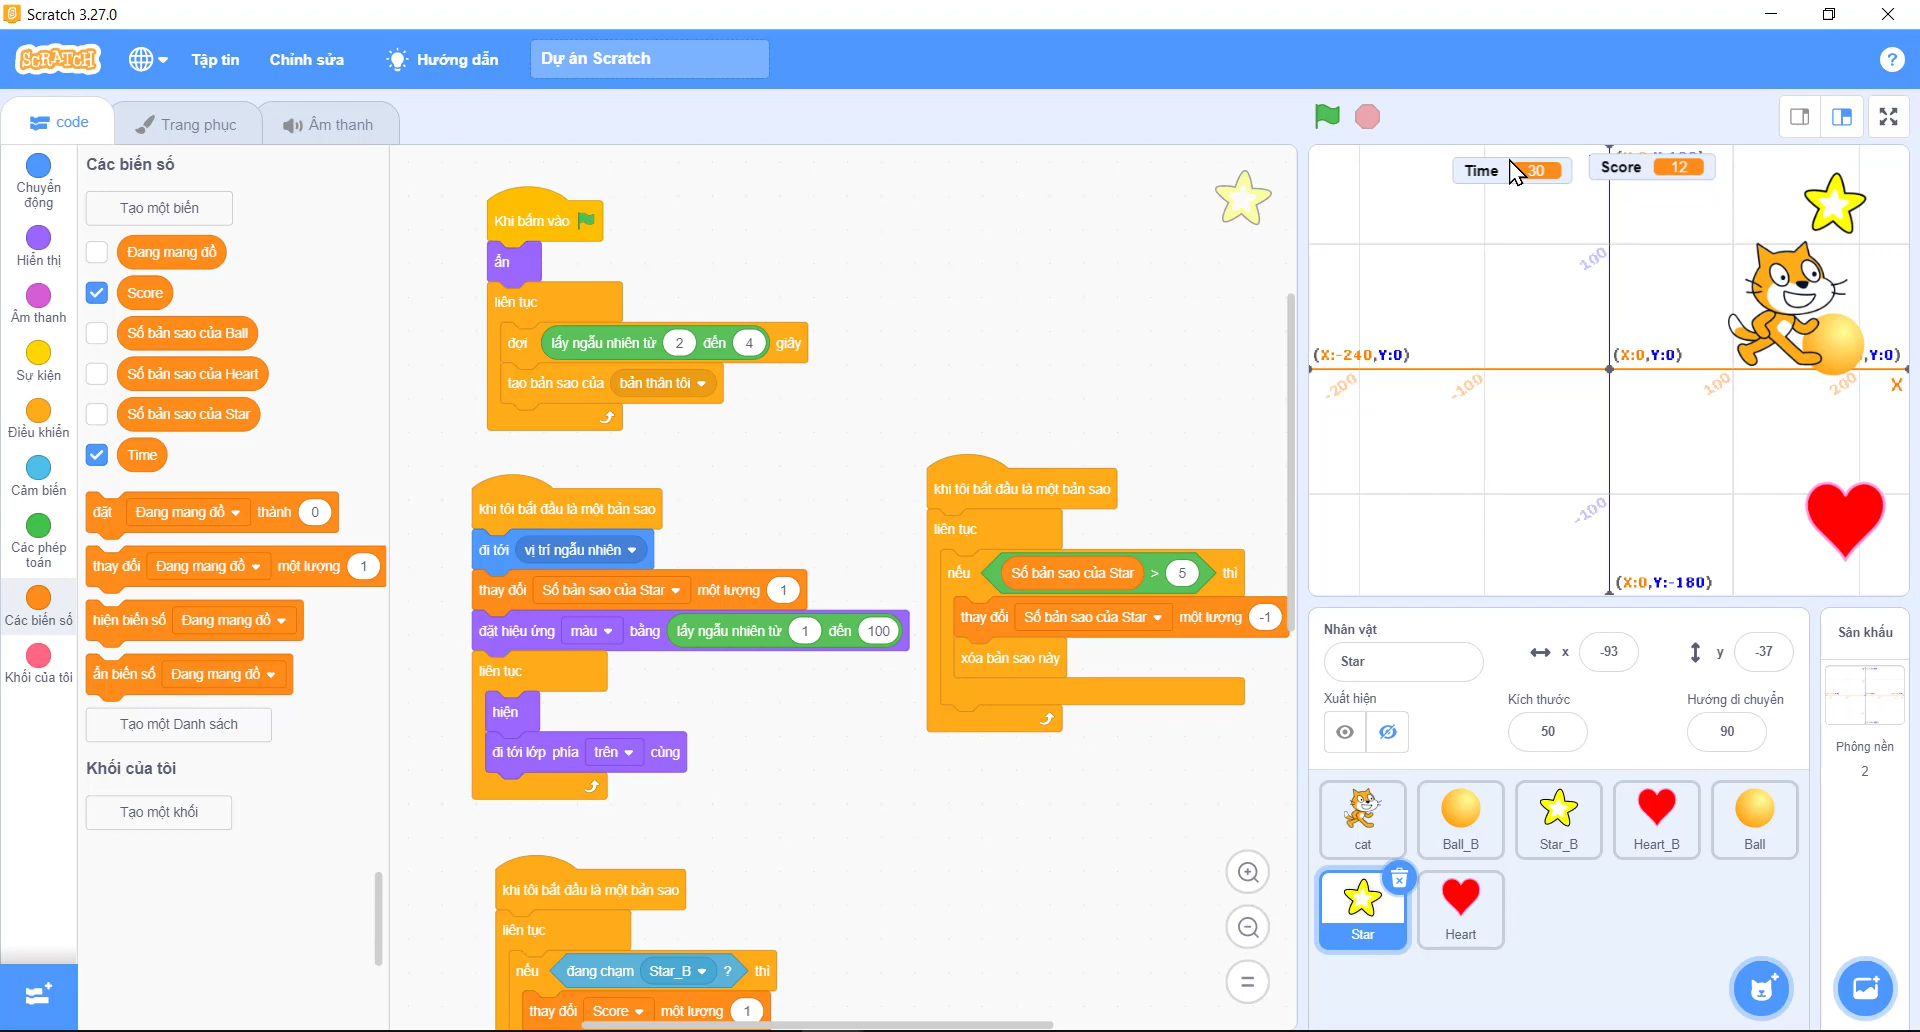 Scratch 3.27.0
SCRATCH
Tập tin
Chỉnh sửa
Hướng dẫn
Dự án Scratch
?
code
Trang phục
Âm thanh
Chuyển động
Hiển thị
Âm thanh
Sự kiện
Điều khiển
Cảm biến
Các phép toán
Các biến số
Khối của tôi
Các biến số
Tạo một biến
Đang mang đồ
Score
Số bản sao của Ball
Số bản sao của Heart
Số bản sao của Star
Time
đặt Đang mang đồ thành 0
thay đổi Đang mang đồ một lượng 1
hiện biến số Đang mang đồ
ẩn biến số Đang mang đồ
Tạo một Danh sách
Khối của tôi
Tạo một khối
Khi bấm vào
ẩn
liên tục
đợi lấy ngẫu nhiên từ 2 đến 4 giây
tạo bản sao của bản thân tôi
khi tôi bắt đầu là một bản sao
đi tới vị trí ngẫu nhiên
thay đổi Số bản sao của Star một lượng 1
đặt hiệu ứng màu bằng lấy ngẫu nhiên từ 1 đến 100
liên tục
hiện
đi tới lớp phía trên cùng
khi tôi bắt đầu là một bản sao
liên tục
nếu Số bản sao của Star > 5 thì
thay đổi Số bản sao của Star một lượng -1
xóa bản sao này
khi tôi bắt đầu là một bản sao
liên tục
nếu đang chạm Star_B ? thì
thay đổi Score một lượng 1
Time 30
Score 12
100
(X:-240,Y:0)
(X:0,Y:0)
,Y:0)
-200
-100
100
200
X
-100
(X:0,Y:-180)
Nhân vật
Star
x -93
y -37
Xuất hiện
Kích thước
50
Hướng di chuyển
90
cat
Ball_B
Star_B
Heart_B
Ball
Star
Heart
Sân khấu
Phông nền
2